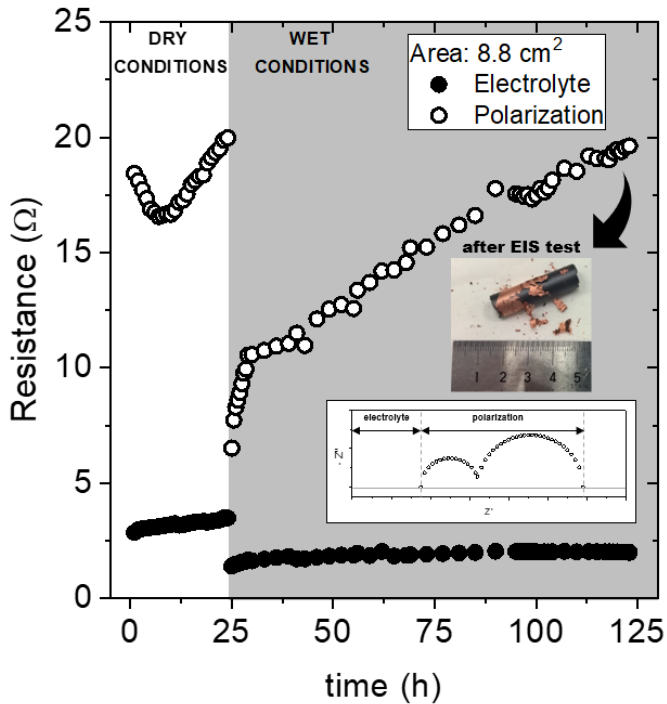 DRY
CONDITIONS
WET
CONDITIONS
Area: 8.8 cm²
Electrolyte
Polarization
25
20
15
10
5
0
Resistance (Ω)
after EIS test
1 2 3 4 5
electrolyte
polarization
-Z''
Z'
0
25
50
75
100
125
time (h)